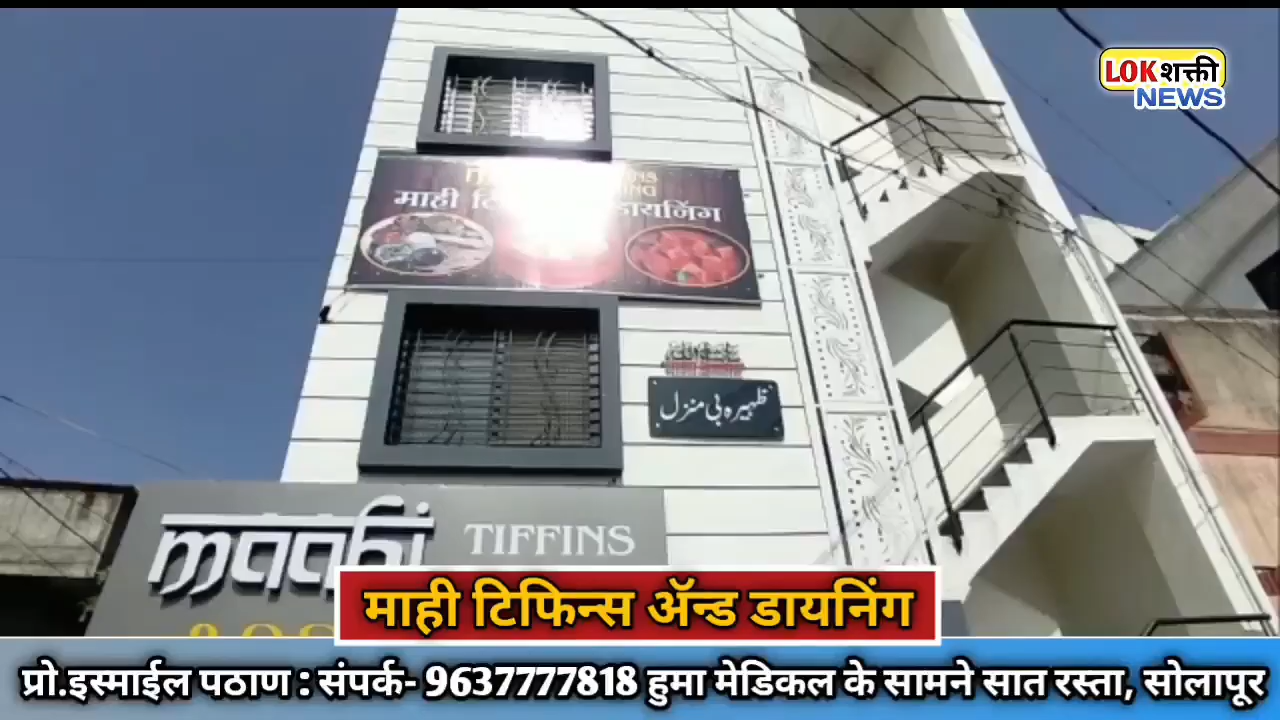 LOKशक्ती
NEWS
माही डायनिंग
ظہیرہ بی منزل
maahi TIFFINS
माही टिफिन्स ॲन्ड डायनिंग
प्रो.इस्माईल पठाण : संपर्क- 9637777818 हुमा मेडिकल के सामने सात रस्ता, सोलापूर